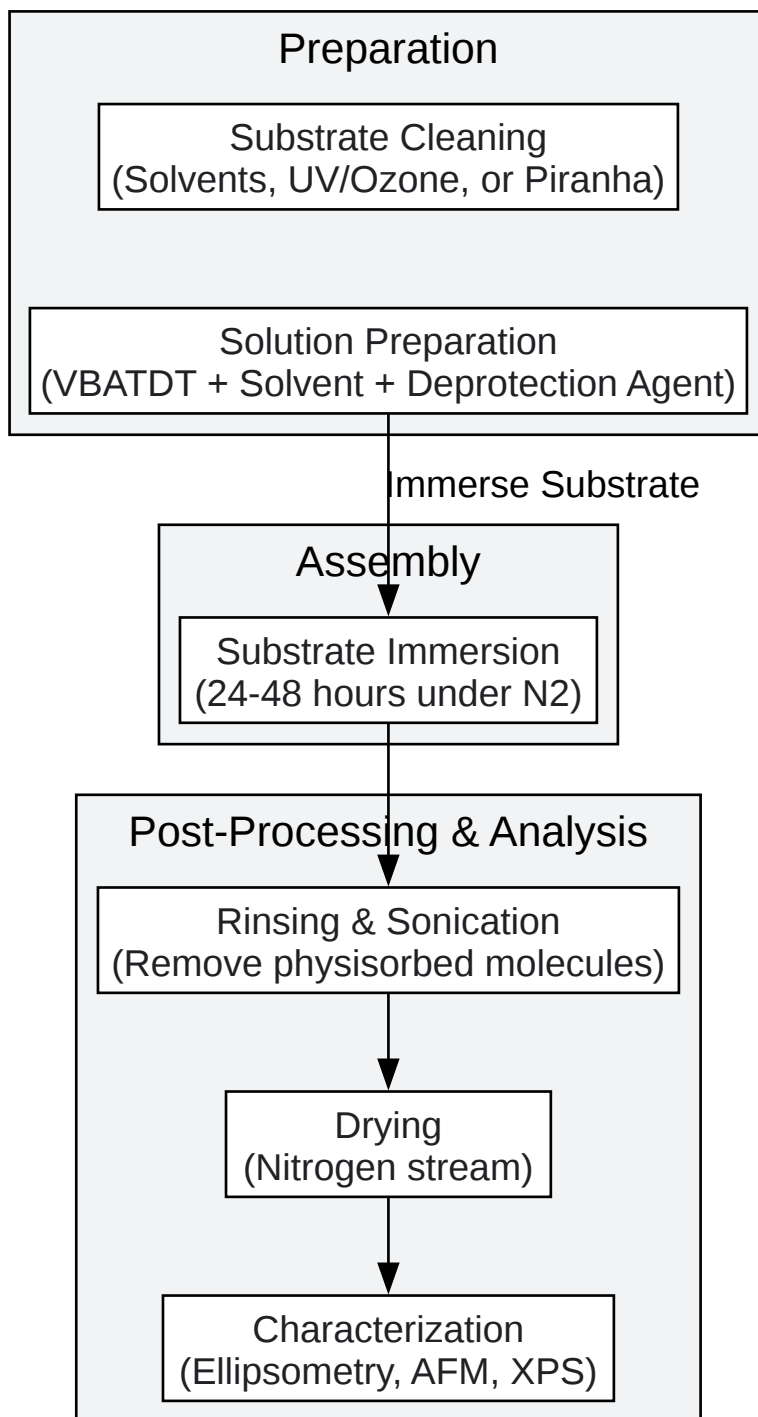 Preparation
Substrate Cleaning
(Solvents, UV/Ozone, or Piranha)
Solution Preparation
(VBATDT + Solvent + Deprotection Agent)
Immerse Substrate
Assembly
Substrate Immersion
(24-48 hours under N2)
Post-Processing & Analysis
Rinsing & Sonication
(Remove physisorbed molecules)
Drying
(Nitrogen stream)
Characterization
(Ellipsometry, AFM, XPS)